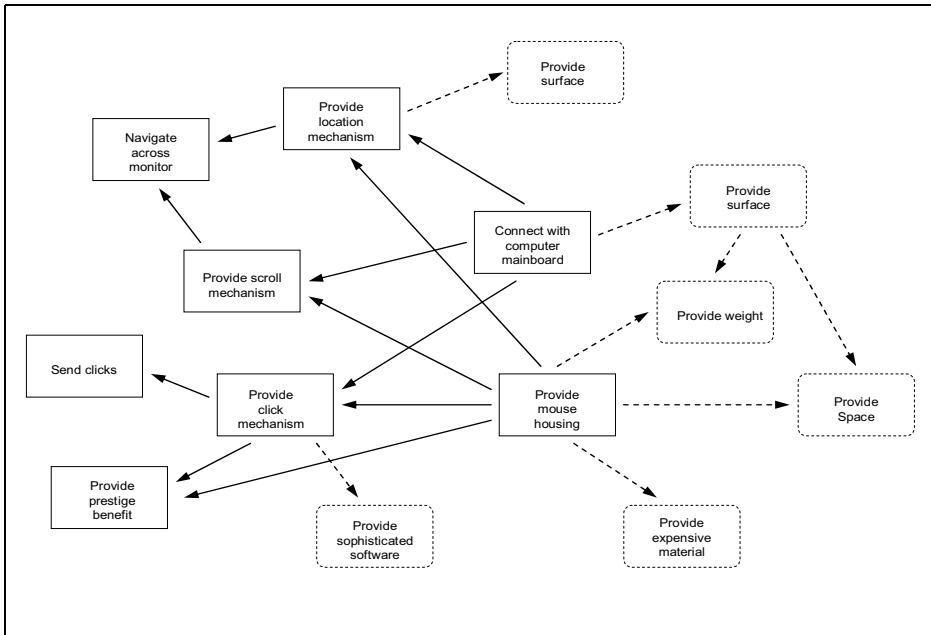 Provide
surface
Provide
location
mechanism
Navigate
across
monitor
Provide
surface
Connect with
computer
mainboard
Provide scroll
mechanism
Provide weight
Send clicks
Provide
click
mechanism
Provide
mouse
housing
Provide
Space
Provide
prestige
benefit
Provide
sophisticated
software
Provide
expensive
material